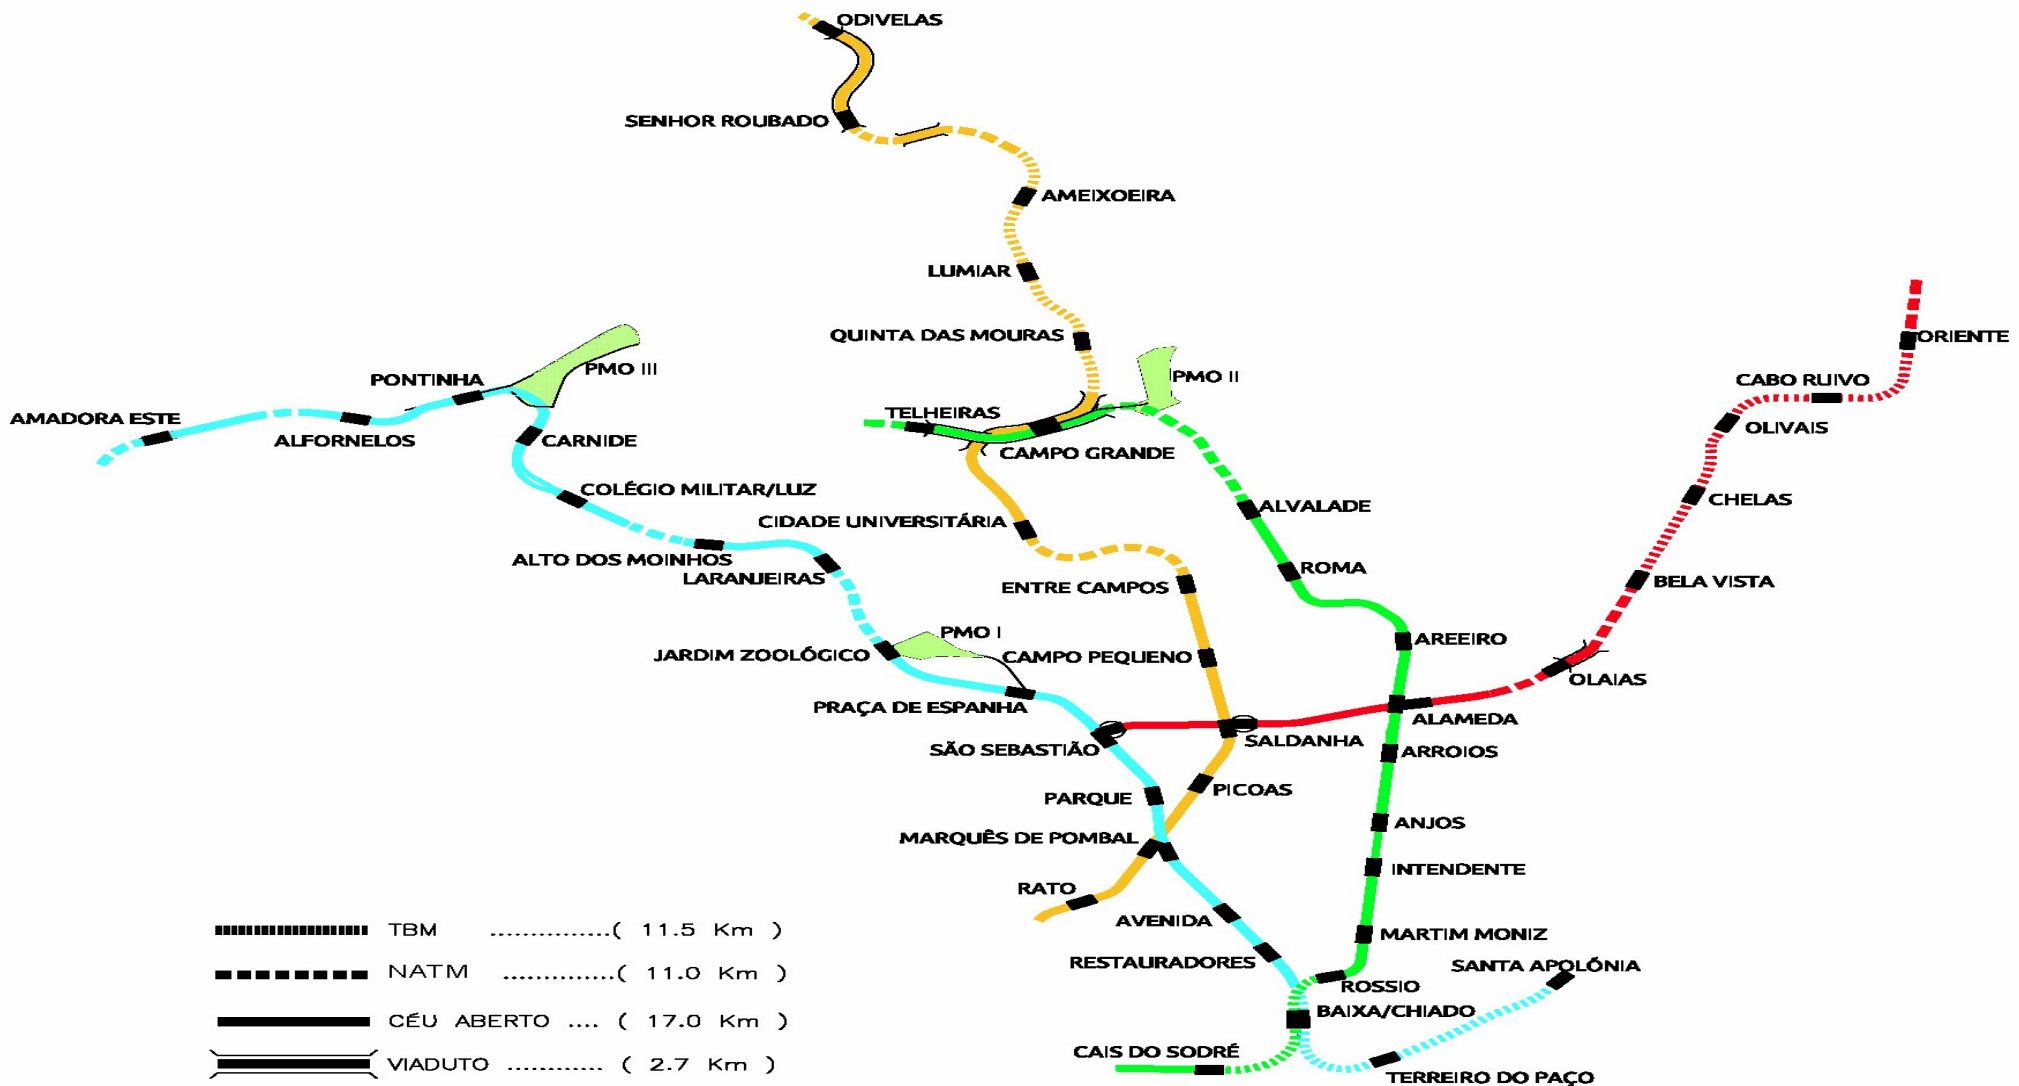 ODIVELAS
SENHOR ROUBADO
AMEIXOEIRA
LUMIAR
QUINTA DAS MOURAS
ORIENTE
PMO III
PMO II
PONTINHA
CABO RUIVO
AMADORA ESTE
TELHEIRAS
ALFORNELOS
CARNIDE
OLIVAIS
CAMPO GRANDE
COLÉGIO MILITAR/LUZ
CHELAS
ALVALADE
CIDADE UNIVERSITÁRIA
ALTO DOS MOINHOS
ROMA
LARANJEIRAS
BELA VISTA
ENTRE CAMPOS
PMO I
AREEIRO
JARDIM ZOOLÓGICO
CAMPO PEQUENO
OLAIAS
PRAÇA DE ESPANHA
ALAMEDA
SALDANHA
SÃO SEBASTIÃO
ARROIOS
PICOAS
PARQUE
ANJOS
MARQUÊS DE POMBAL
INTENDENTE
RATO
AVENIDA
MARTIM MONIZ
RESTAURADORES
SANTA APOLÓNIA
ROSSIO
BAIXA/CHIADO
CAIS DO SODRÉ
TERREIRO DO PAÇO
TBM ..............( 11.5 Km )
NATM .............( 11.0 Km )
CÉU ABERTO .... ( 17.0 Km )
VIADUTO ........... ( 2.7 Km )